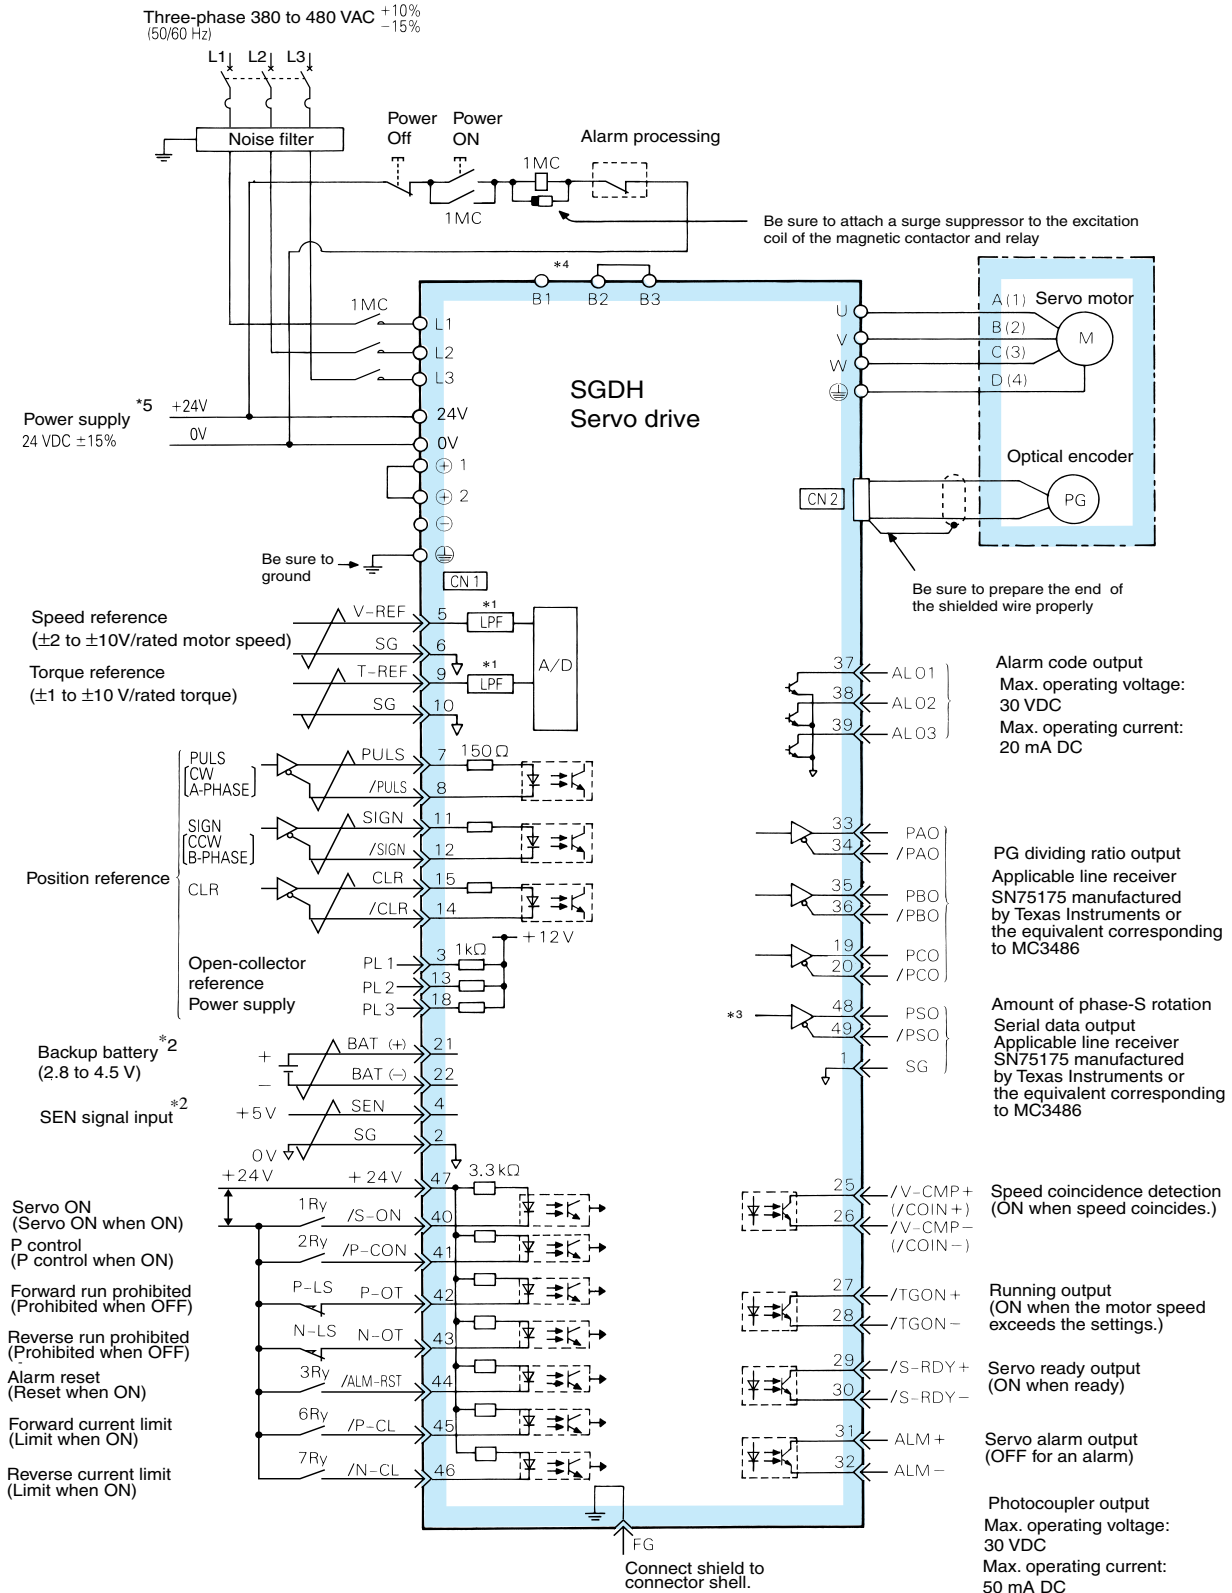 Three-phase 380 to 480 VAC +10% −15%
(50/60 Hz)
L1 L2 L3
Noise filter
Power Off
Power ON
Alarm processing
1MC
1MC
Be sure to attach a surge suppressor to the excitation
coil of the magnetic contactor and relay
*4
B1 B2 B3
1MC
L1
L2
L3
Power supply *5
24 VDC ±15%
+24V
0V
24V
0V
⊕ 1
⊕ 2
⊖
Be sure to
ground
CN1
SGDH
Servo drive
U
V
W
A (1)
B (2)
C (3)
D (4)
Servo motor
M
Optical encoder
PG
CN2
Be sure to prepare the end of
the shielded wire properly
Speed reference
(±2 to ±10V/rated motor speed)
V-REF 5 *1 LPF
SG 6
Torque reference
(±1 to ±10 V/rated torque)
T-REF 9 *1 LPF
SG 10
A/D
Position reference
PULS
CW
A-PHASE
PULS 7 150Ω
/PULS 8
SIGN
CCW
B-PHASE
SIGN 11
/SIGN 12
CLR
CLR 15
/CLR 14
+12V
Open-collector
reference
Power supply
PL1 3 1kΩ
PL2 13
PL3 18
Backup battery *2
(2.8 to 4.5 V)
+
−
BAT (+) 21
BAT (−) 22
SEN signal input *2
+5V SEN 4
0V SG 2
+24V +24V 47 3.3kΩ
Servo ON
(Servo ON when ON)
1Ry /S-ON 40
P control
(P control when ON)
2Ry /P-CON 41
Forward run prohibited
(Prohibited when OFF)
P-LS P-OT 42
Reverse run prohibited
(Prohibited when OFF)
N-LS N-OT 43
Alarm reset
(Reset when ON)
3Ry /ALM-RST 44
Forward current limit
(Limit when ON)
6Ry /P-CL 45
Reverse current limit
(Limit when ON)
7Ry /N-CL 46
37 ALO1
38 ALO2
39 ALO3
Alarm code output
Max. operating voltage:
30 VDC
Max. operating current:
20 mA DC
33 PAO
34 /PAO
35 PBO
36 /PBO
19 PCO
20 /PCO
PG dividing ratio output
Applicable line receiver
SN75175 manufactured
by Texas Instruments or
the equivalent corresponding
to MC3486
*3
48 PSO
49 /PSO
1 SG
Amount of phase-S rotation
Serial data output
Applicable line receiver
SN75175 manufactured
by Texas Instruments or
the equivalent corresponding
to MC3486
25 /V-CMP+
(/COIN+)
26 /V-CMP−
(/COIN−)
Speed coincidence detection
(ON when speed coincides.)
27 /TGON+
28 /TGON−
Running output
(ON when the motor speed
exceeds the settings.)
29 /S-RDY+
30 /S-RDY−
Servo ready output
(ON when ready)
31 ALM+
32 ALM−
Servo alarm output
(OFF for an alarm)
Photocoupler output
Max. operating voltage:
30 VDC
Max. operating current:
50 mA DC
FG
Connect shield to
connector shell.